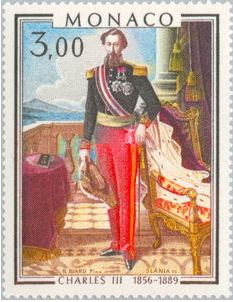 MONACO
3,00
B. BIARD Pinx.
SLANIA sc.
CHARLES III 1856-1889